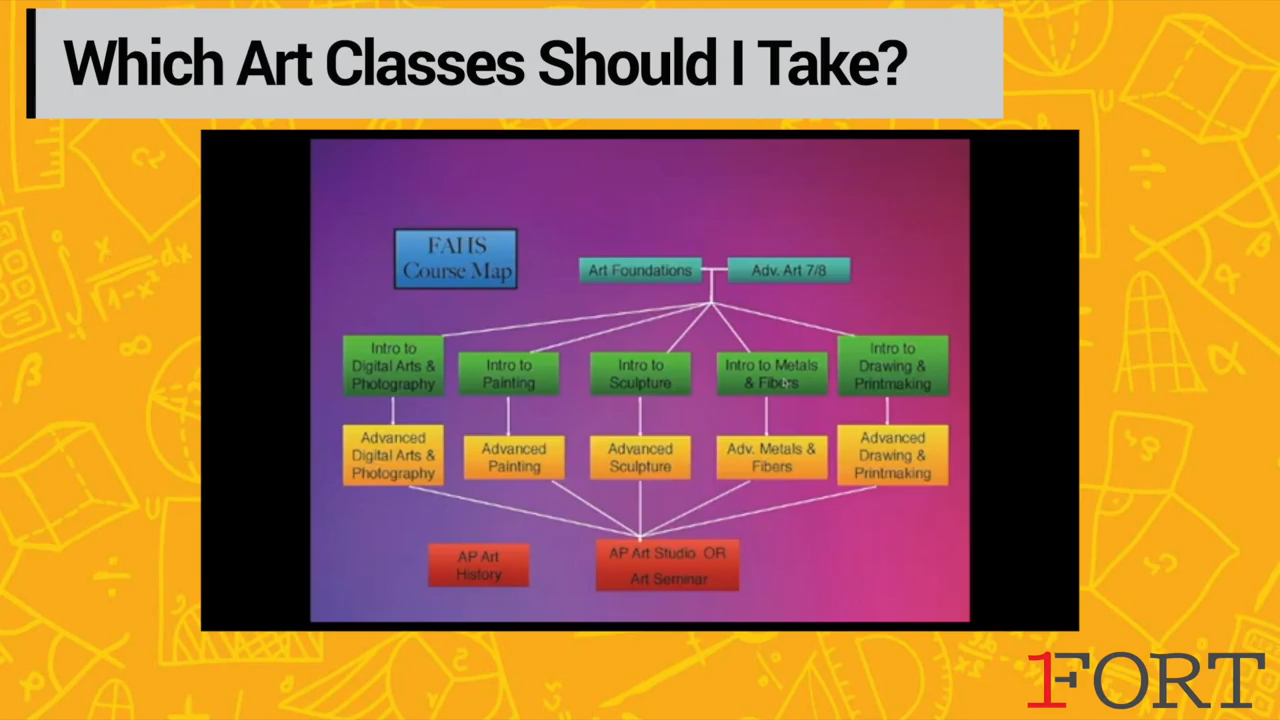 Which Art Classes Should I Take?
FAHS
Course Map
Art Foundations
Adv. Art 7/8
Intro to
Digital Arts &
Photography
Intro to
Painting
Intro to
Sculpture
Intro to Metals
& Fibers
Intro to
Drawing &
Printmaking
Advanced
Digital Arts &
Photography
Advanced
Painting
Advanced
Sculpture
Adv. Metals &
Fibers
Advanced
Drawing &
Printmaking
AP Art
History
AP Art Studio OR
Art Seminar
1FORT